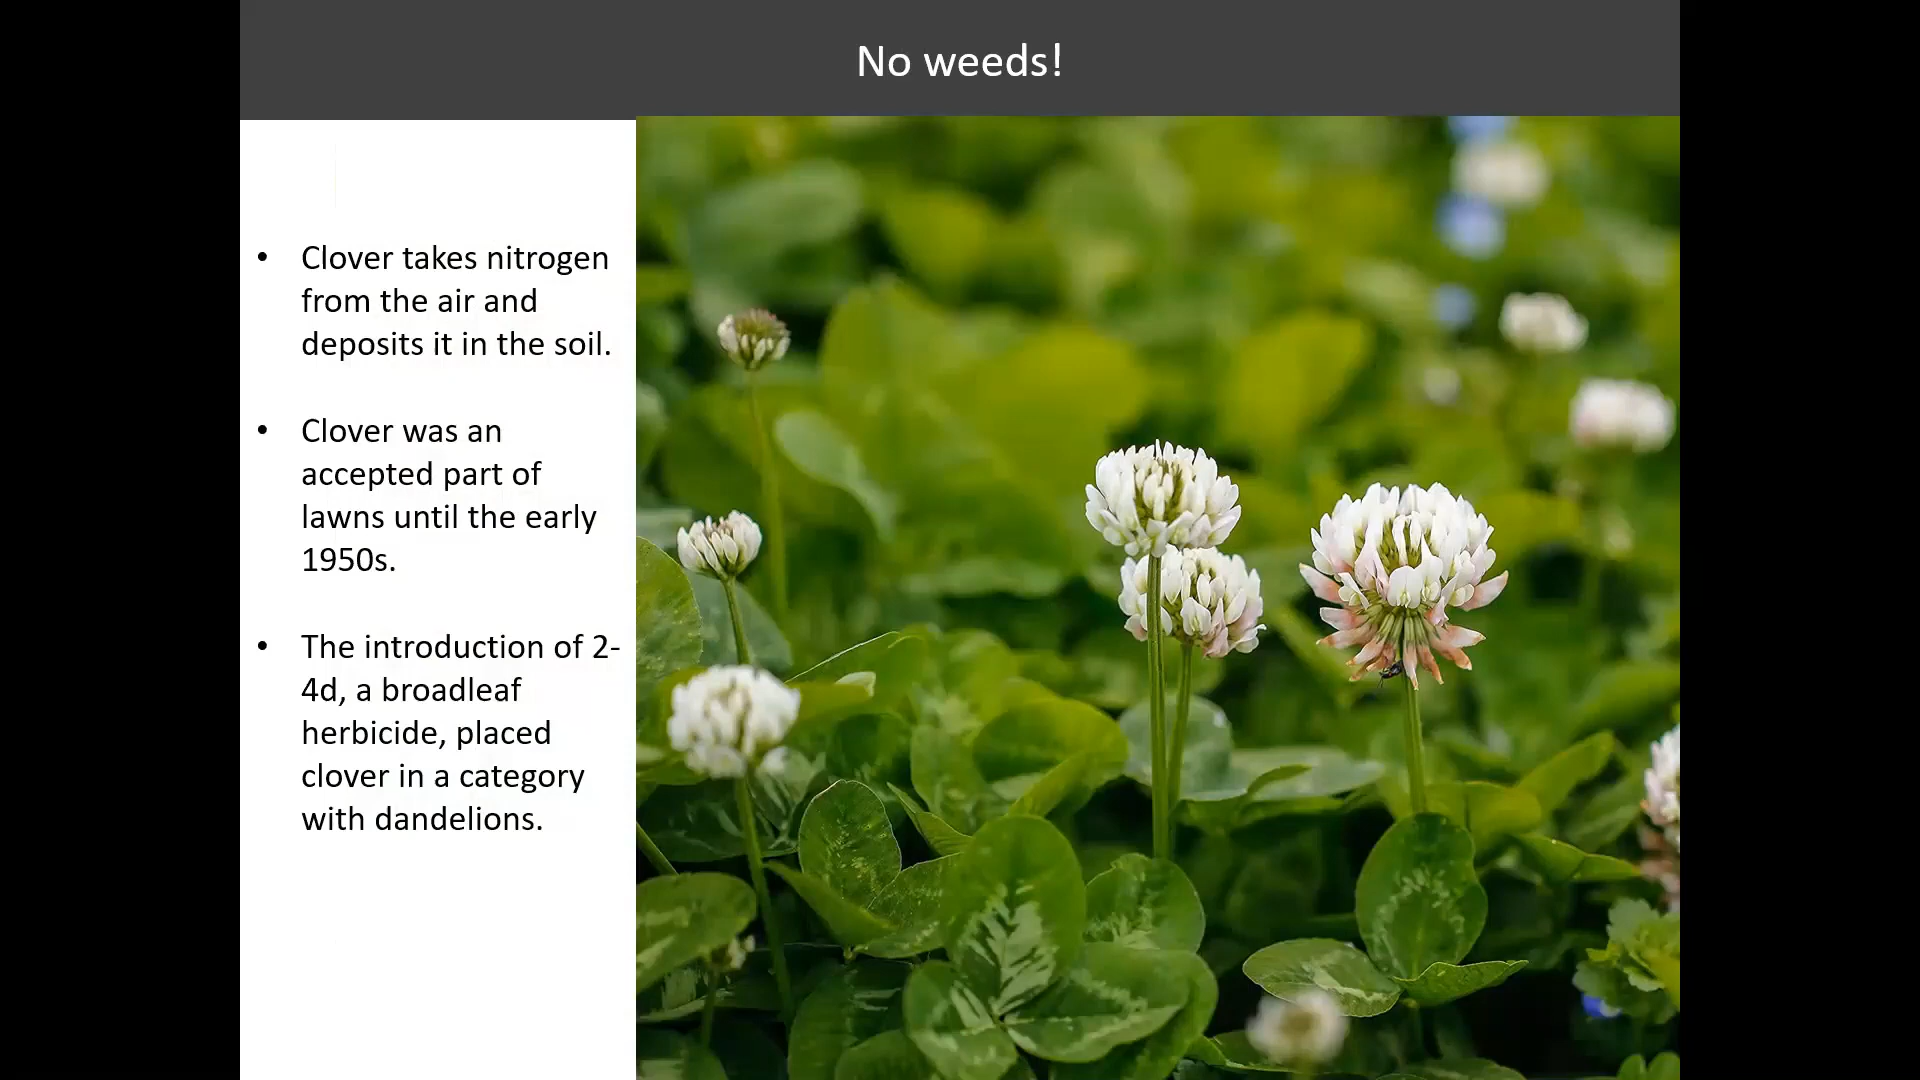 No weeds!
• Clover takes nitrogen
from the air and
deposits it in the soil.
• Clover was an
accepted part of
lawns until the early
1950s.
• The introduction of 2-
4d, a broadleaf
herbicide, placed
clover in a category
with dandelions.